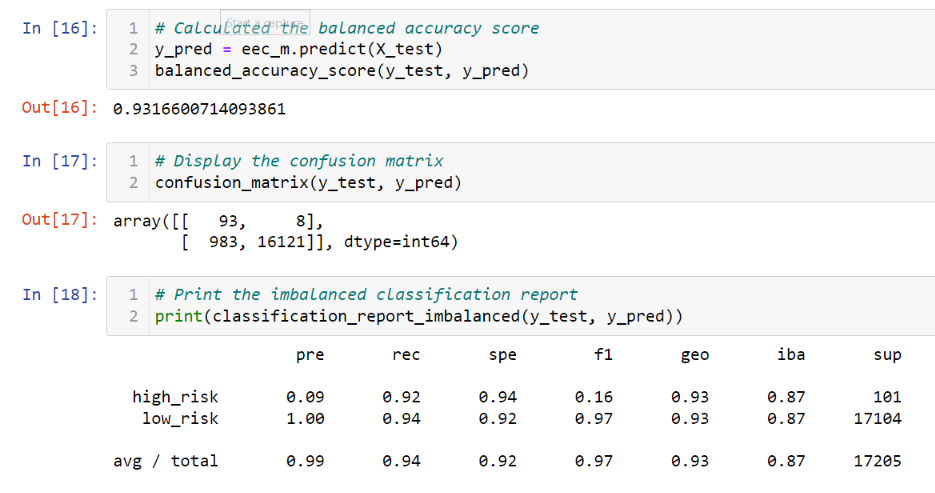 In [16]:
1 # Calculated the balanced accuracy score
2 y_pred = eec_m.predict(X_test)
3 balanced_accuracy_score(y_test, y_pred)
Out[16]: 0.9316600714093861
In [17]:
1 # Display the confusion matrix
2 confusion_matrix(y_test, y_pred)
Out[17]: array([[   93,     8],
       [  983, 16121]], dtype=int64)
In [18]:
1 # Print the imbalanced classification report
2 print(classification_report_imbalanced(y_test, y_pred))
pre rec spe f1 geo iba sup
high_risk 0.09 0.92 0.94 0.16 0.93 0.87 101
low_risk 1.00 0.94 0.92 0.97 0.93 0.87 17104
avg / total 0.99 0.94 0.92 0.97 0.93 0.87 17205